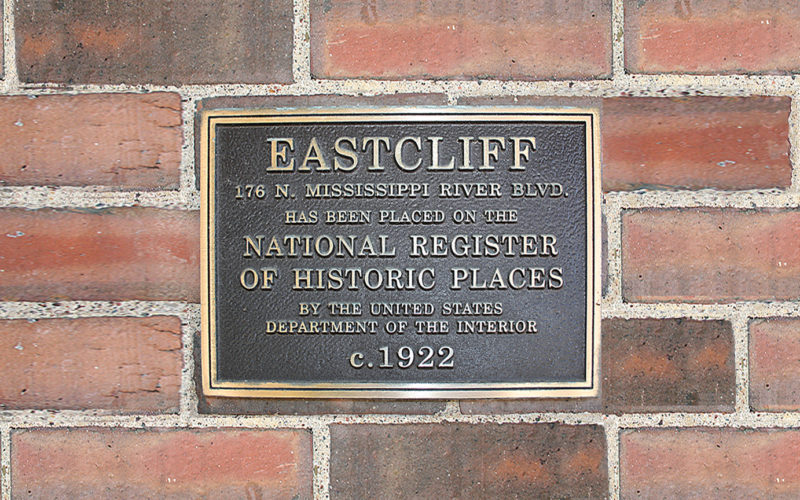 EASTCLIFF
176 N. MISSISSIPPI RIVER BLVD.
HAS BEEN PLACED ON THE
NATIONAL REGISTER
OF HISTORIC PLACES
BY THE UNITED STATES
DEPARTMENT OF THE INTERIOR
c.1922